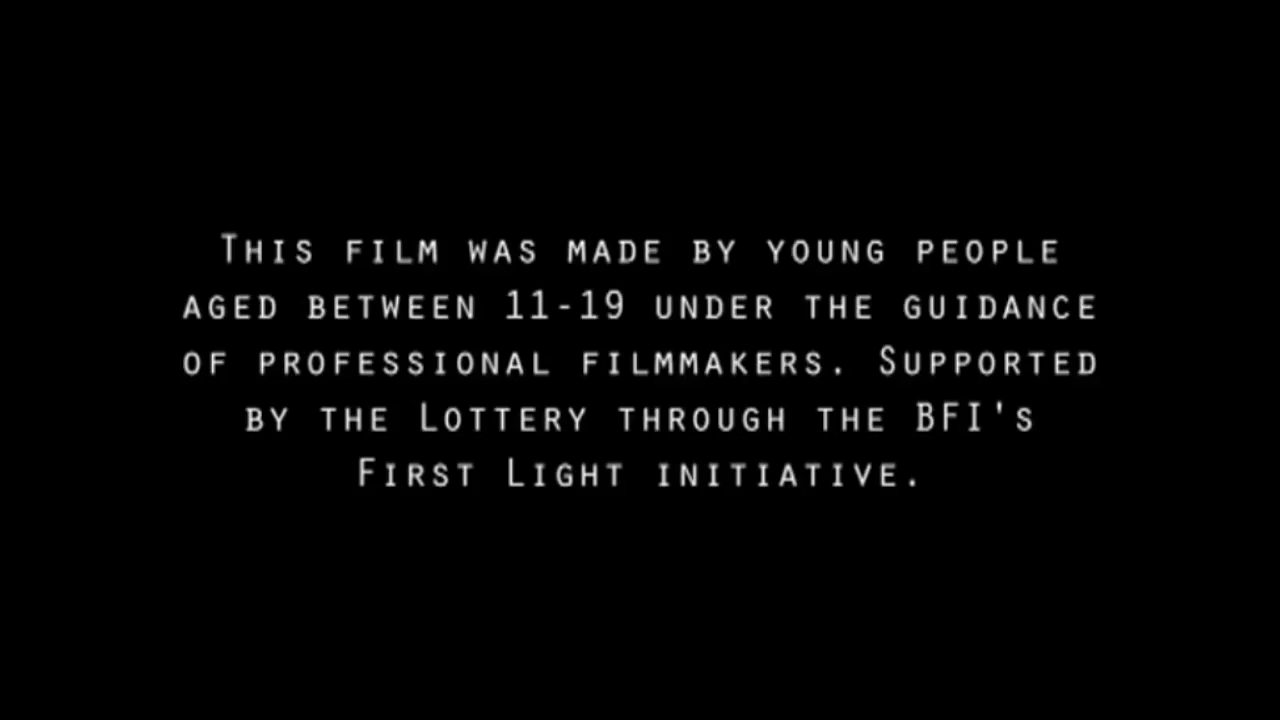 This film was made by young people
aged between 11-19 under the guidance
of professional filmmakers. Supported
by the Lottery through the BFI's
First Light initiative.